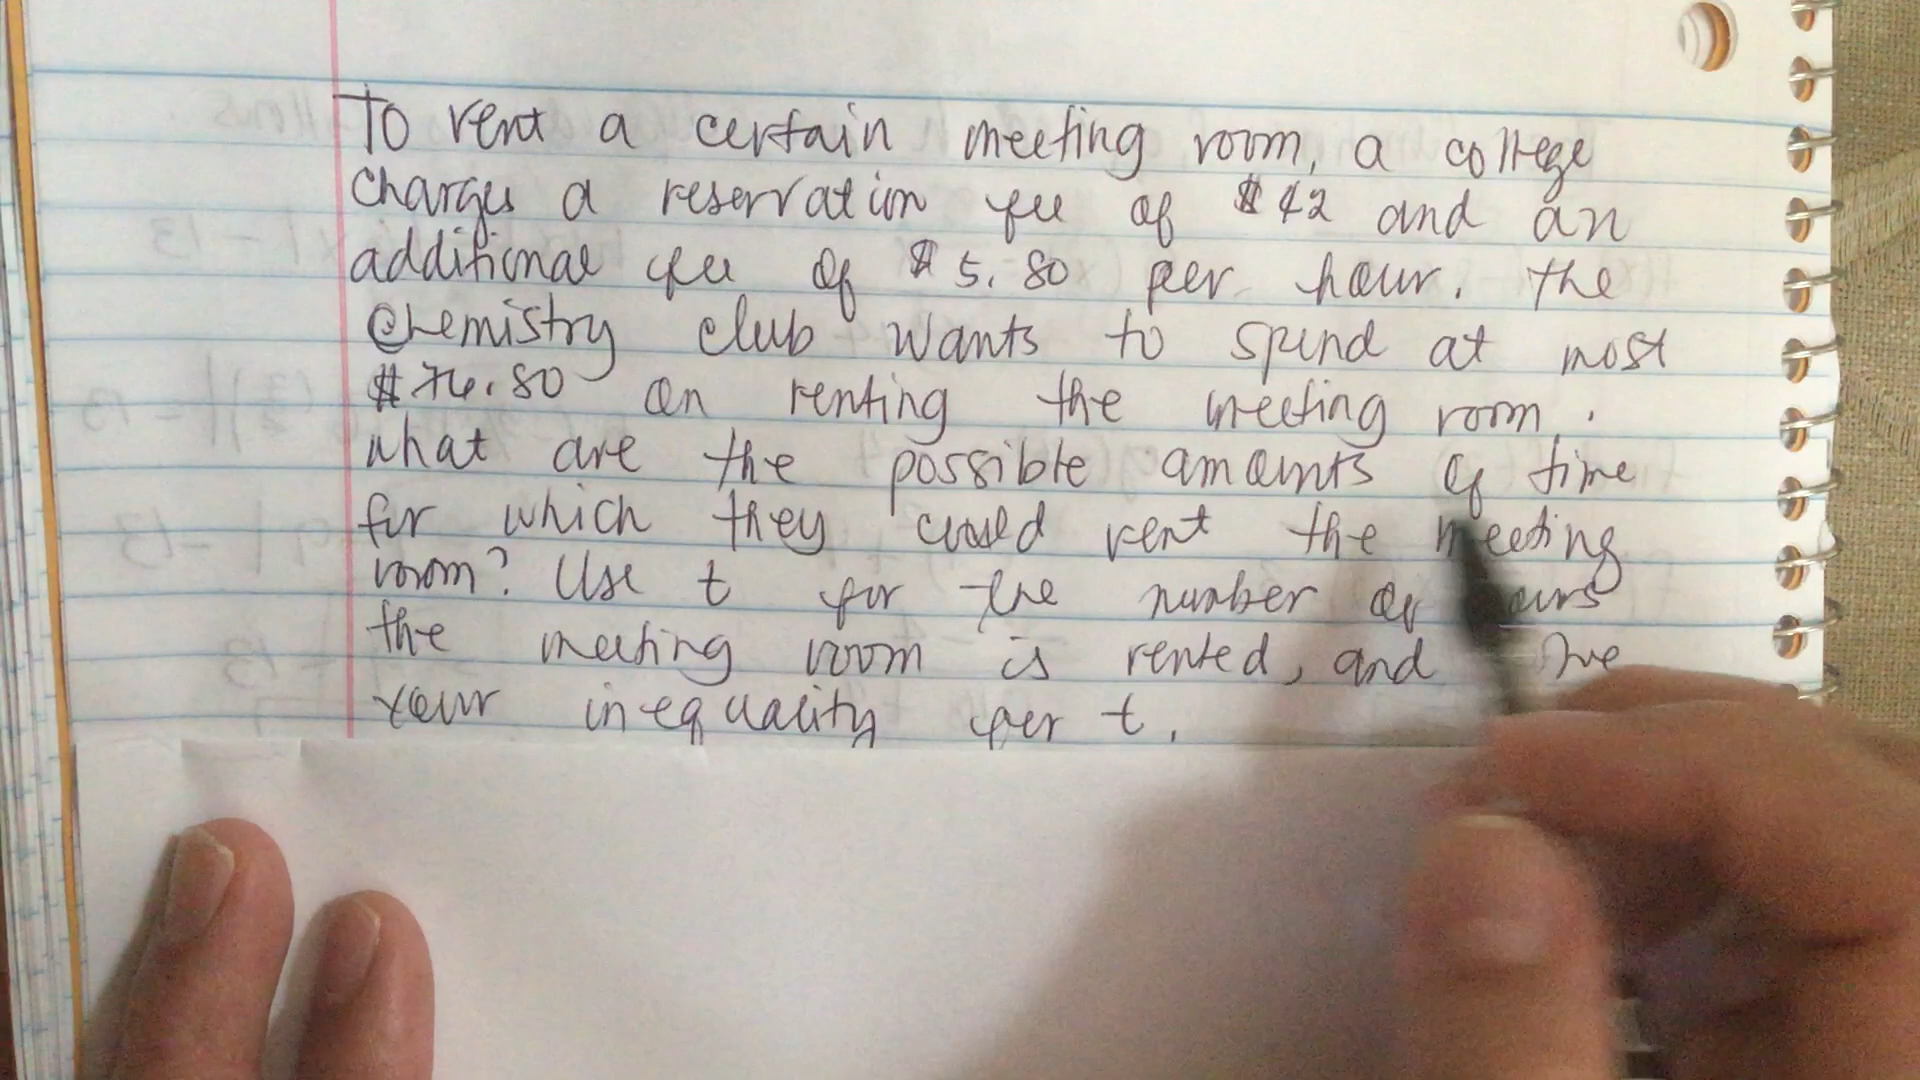 To rent a certain meeting room, a college
charges a reservation fee of $42 and an
additional fee of $5.80 per hour. The
chemistry club wants to spend at most
$76.80 on renting the meeting room.
What are the possible amounts of time
for which they could rent the meeting
room? Use t for the number of
the meeting room is rented, and
your inequality for t.